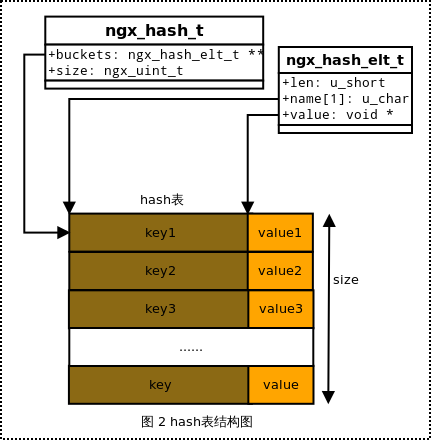 ngx_hash_t
+buckets: ngx_hash_elt_t **
+size: ngx_uint_t
ngx_hash_elt_t
+len: u_short
+name[1]: u_char
+value: void *
hash表
key1 value1
key2 value2
key3 value3
size
......
key value
图 2 hash表结构图